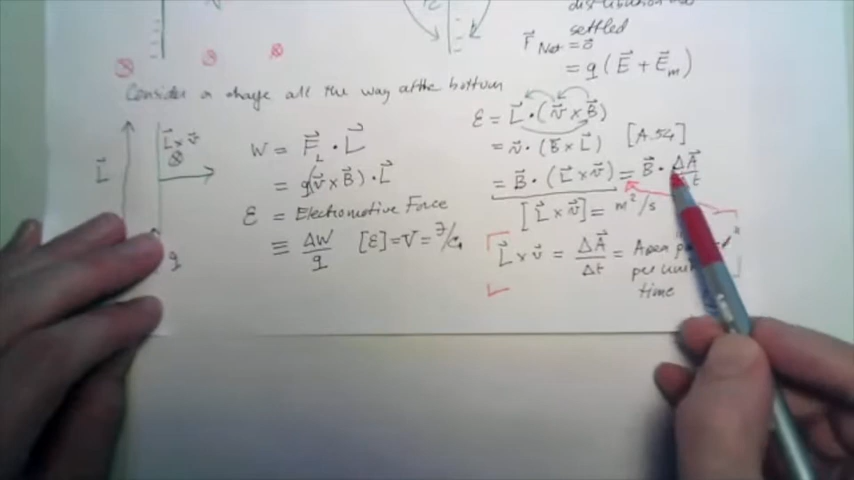 settled
F⃗ Net = 0⃗
= q(E⃗ + E⃗m)
Consider a charge all the way at the bottom
L⃗
L⃗ x v⃗
⊗
q
W = F⃗L · L⃗
= q(v⃗ x B⃗) · L⃗
ε = Electromotive Force
≡ ΔW/q [ε] = V = J/C.
ε = L⃗ · (v⃗ x B⃗)
= v⃗ · (B⃗ x L⃗) [A.54]
= B⃗ · (L⃗ x v⃗) = B⃗ · ΔA⃗/Δt
[L⃗ x v⃗] = m²/s
L⃗ x v⃗ = ΔA⃗/Δt = Area
per unit
time